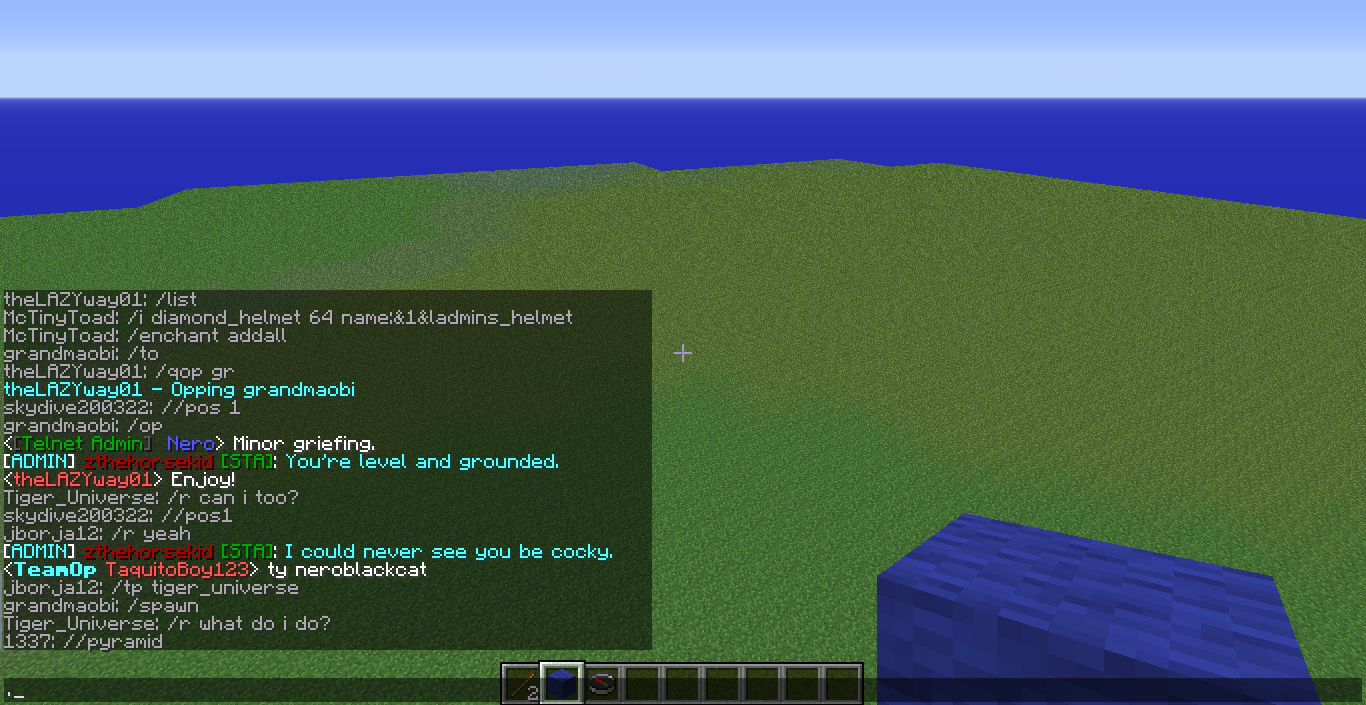 theLAZYway01: /list
McTinyToad: /i diamond_helmet 64 name:&1&ladmins_helmet
McTinyToad: /enchant addall
grandmaobi: /to
theLAZYway01: /qop gr
theLAZYway01 - Opping grandmaobi
skydive200322: //pos 1
grandmaobi: /op
<[Telnet Admin] Nero> Minor griefing.
[ADMIN] zthehorsekid [STA]: You're level and grounded.
<theLAZYway01> Enjoy!
Tiger_Universe: /r can i too?
skydive200322: //pos1
jborja12: /r yeah
[ADMIN] zthehorsekid [STA]: I could never see you be cocky.
<TeamOp TaquitoBoy123> ty neroblackcat
jborja12: /tp tiger_universe
grandmaobi: /spawn
Tiger_Universe: /r what do i do?
1337: //pyramid
2
'_